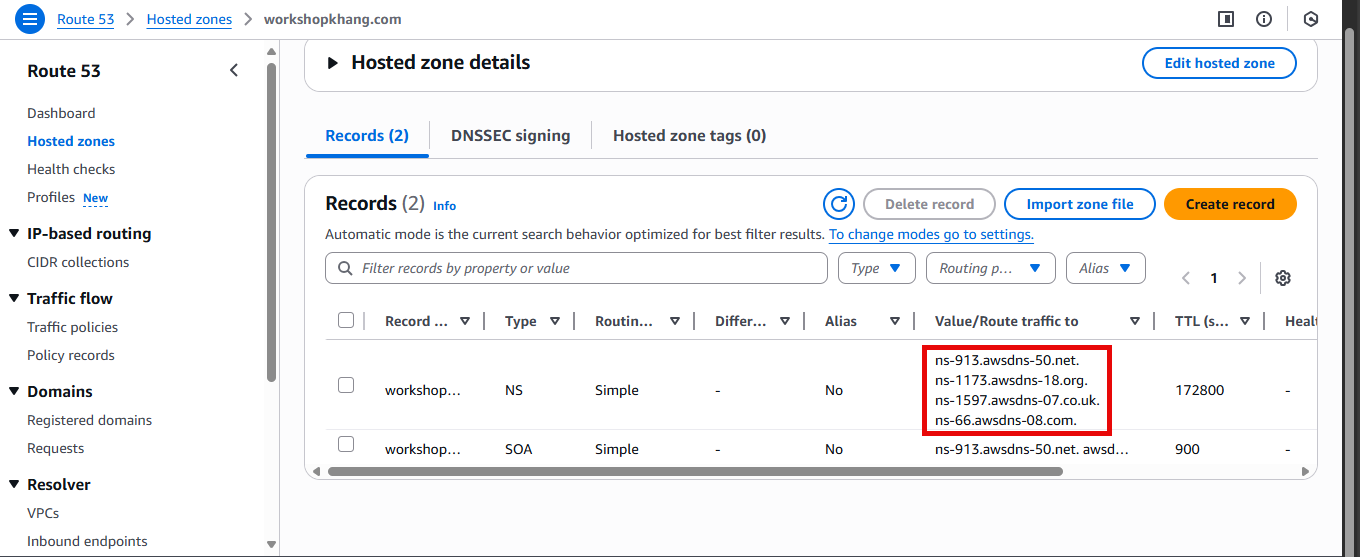 Route 53 > Hosted zones > workshopkhang.com
Route 53
Dashboard
Hosted zones
Health checks
Profiles New
IP-based routing
CIDR collections
Traffic flow
Traffic policies
Policy records
Domains
Registered domains
Requests
Resolver
VPCs
Inbound endpoints
Hosted zone details
Edit hosted zone
Records (2)
DNSSEC signing
Hosted zone tags (0)
Records (2) Info
Delete record
Import zone file
Create record
Automatic mode is the current search behavior optimized for best filter results. To change modes go to settings.
Filter records by property or value
Type
Routing p...
Alias
1
Record ... Type Routin... Differ... Alias Value/Route traffic to TTL (s... Healt
workshop... NS Simple - No ns-913.awsdns-50.net.
ns-1173.awsdns-18.org.
ns-1597.awsdns-07.co.uk.
ns-66.awsdns-08.com. 172800 -
workshop... SOA Simple - No ns-913.awsdns-50.net. awsd... 900 -